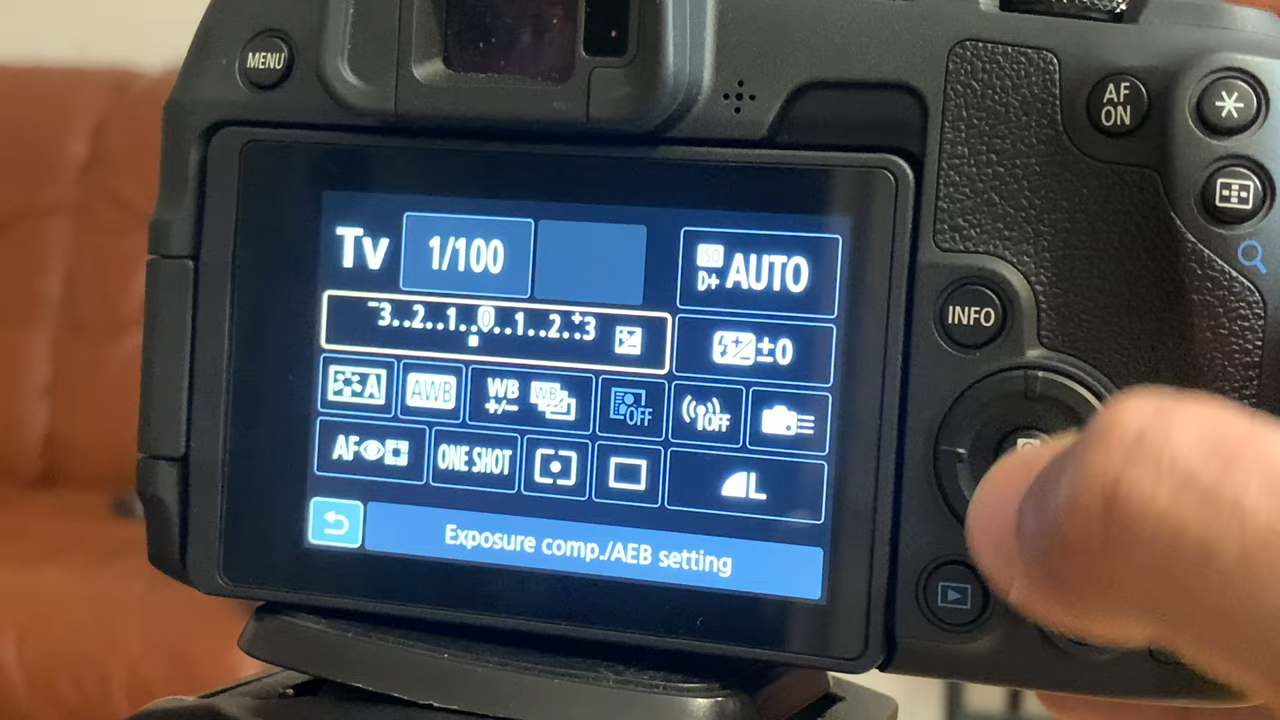 MENU
AF
ON
Tv 1/100
ISO
D+ AUTO
-3..2..1..0..1..2..+3
±0
INFO
A
AWB
WB
+/-
WB
OFF
OFF
AF
ONE SHOT
L
Exposure comp./AEB setting